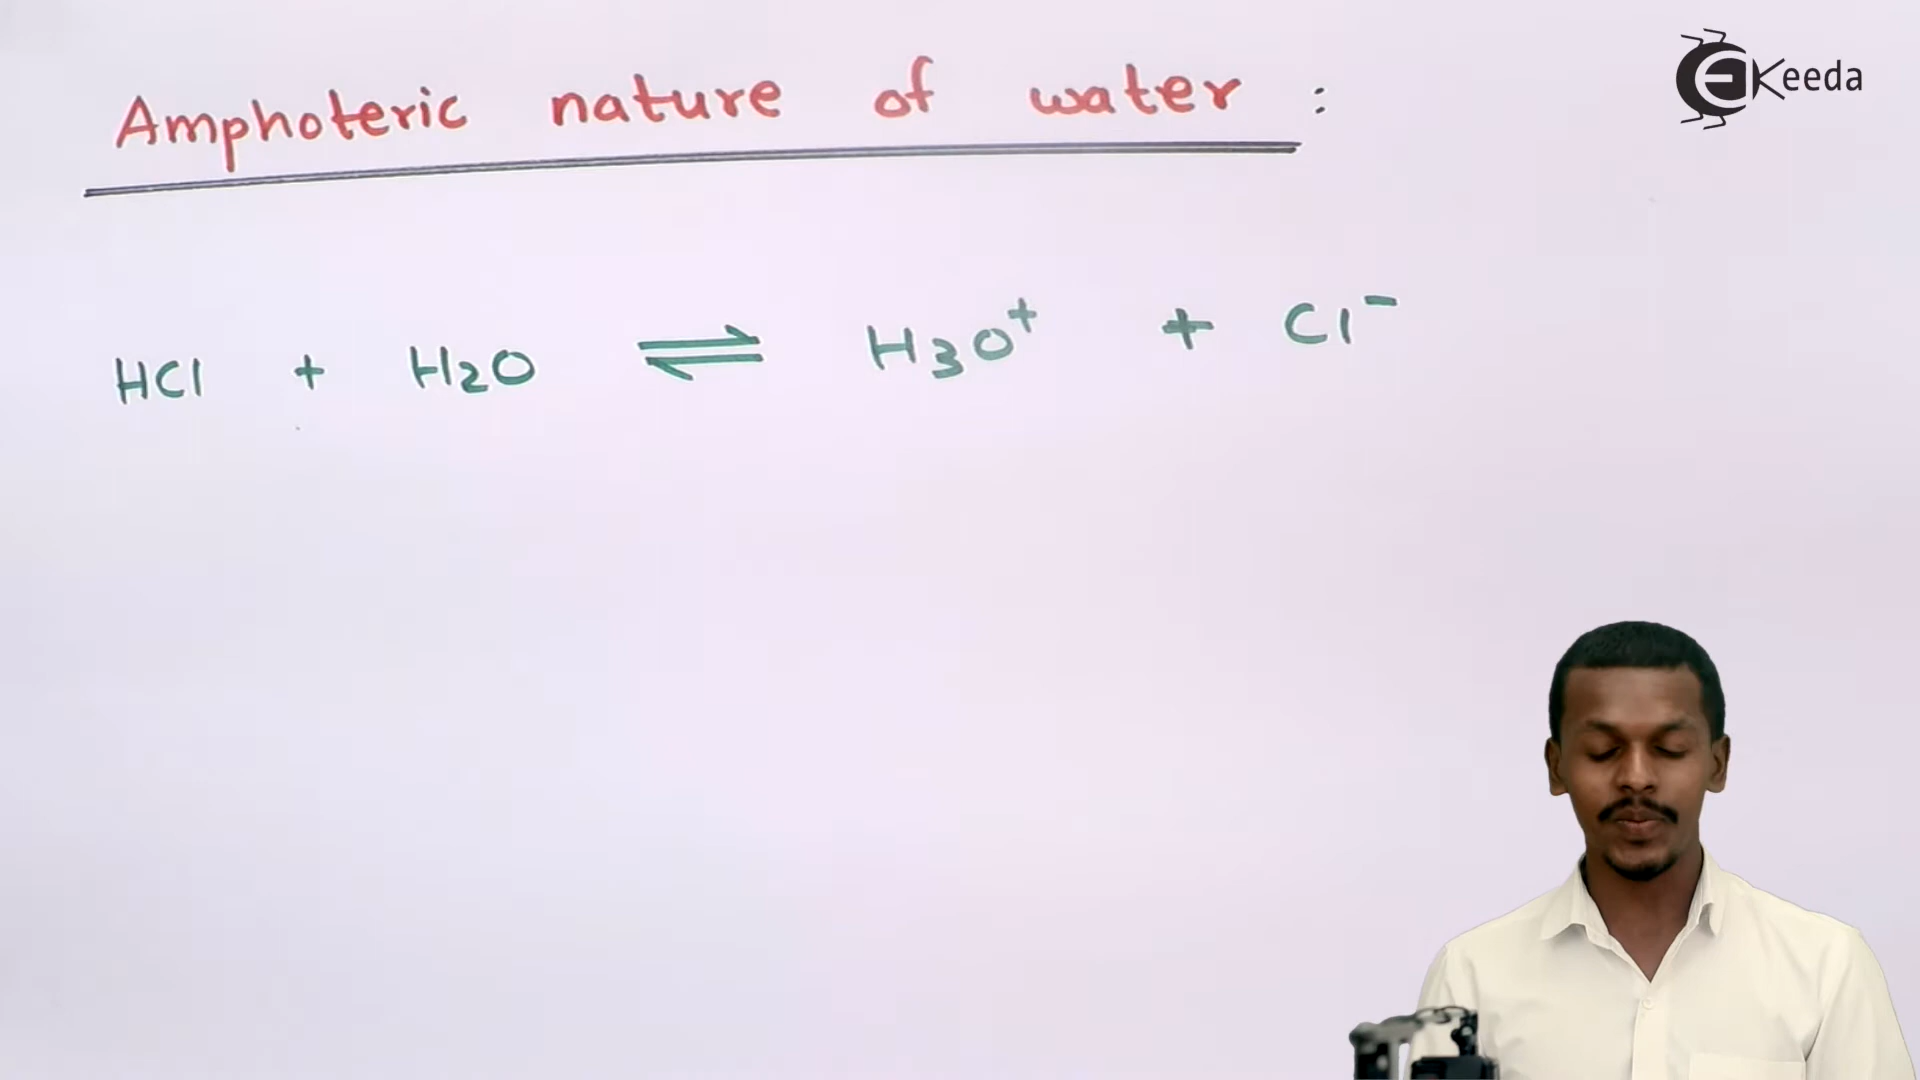 Amphoteric nature of water :
EKeeda
HCl + H₂O ⇌ H₃O⁺ + Cl⁻